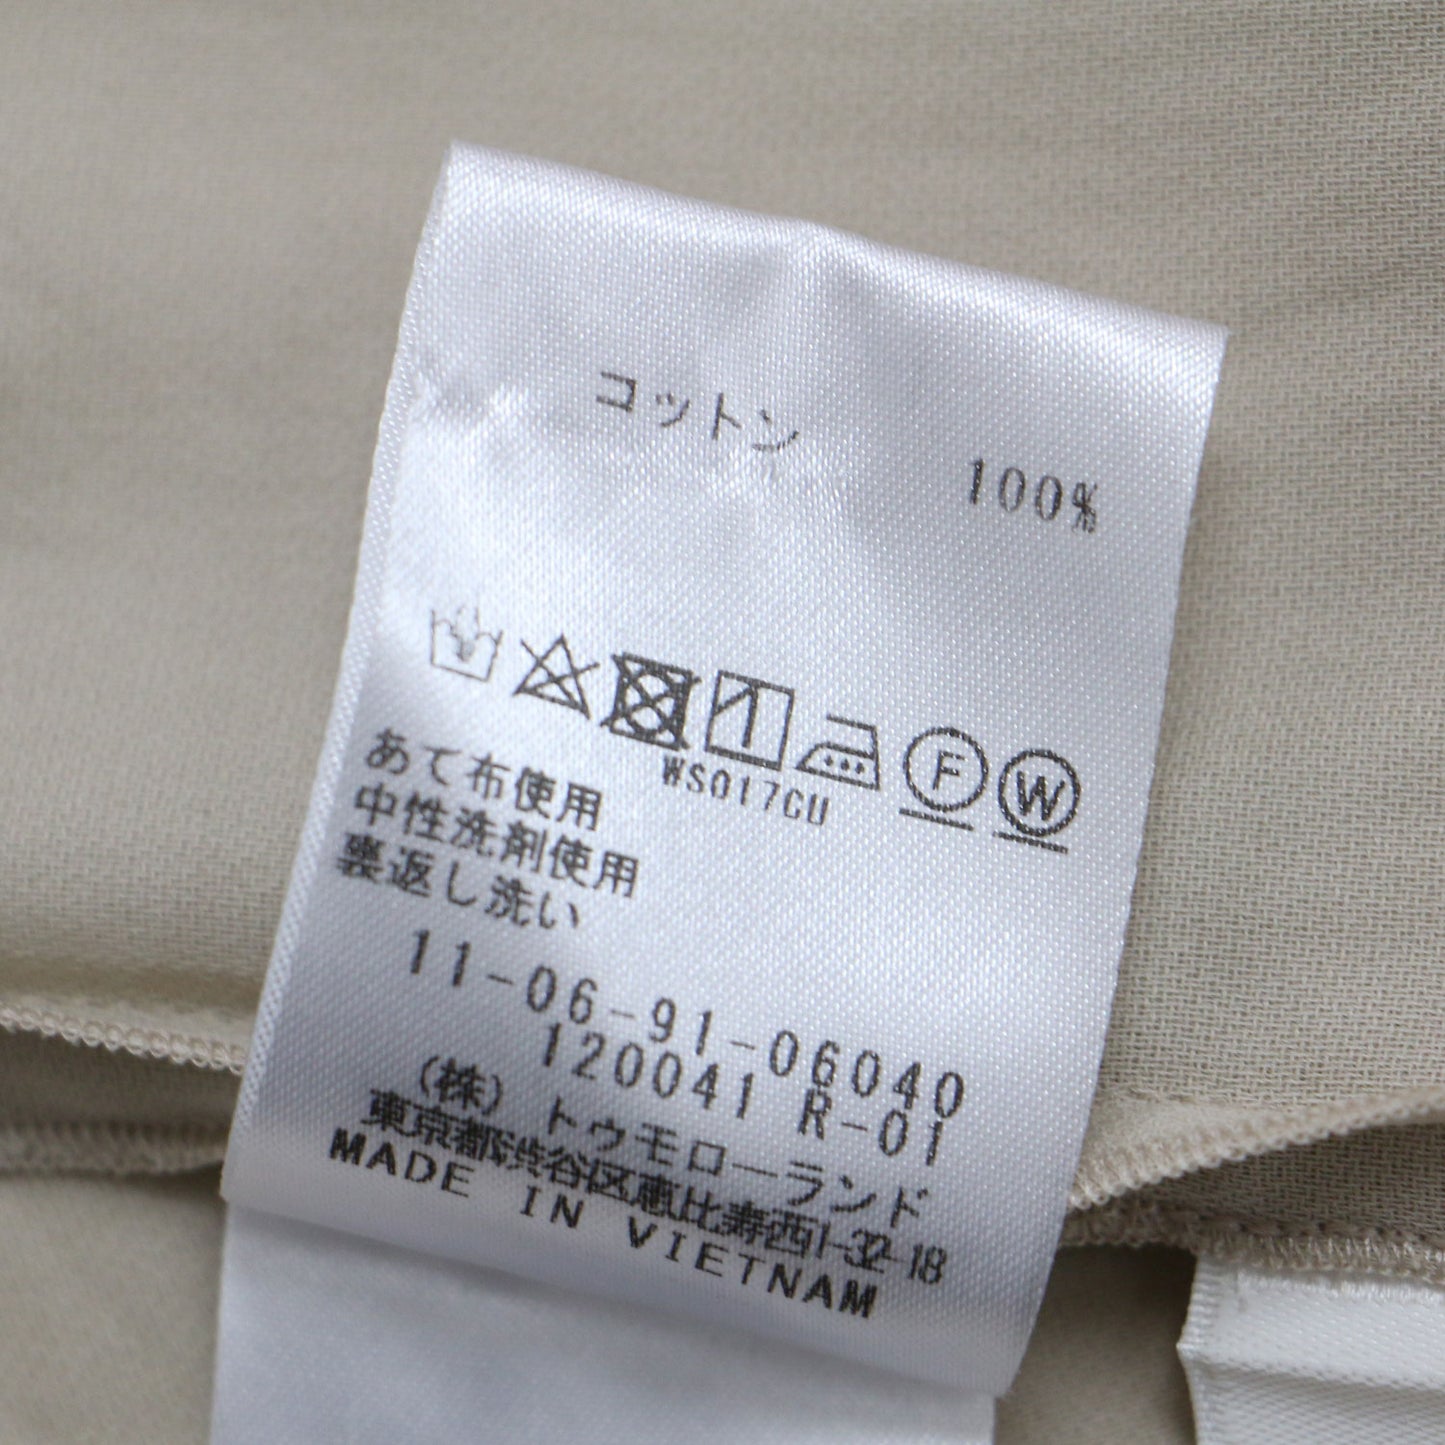 コットン 100%
F W
WS017CU
あて布使用
中性洗剤使用
裏返し洗い
11-06-91-06040
120041 R-01
(株) トゥモローランド
東京都渋谷区恵比寿西1-32-18
MADE IN VIETNAM